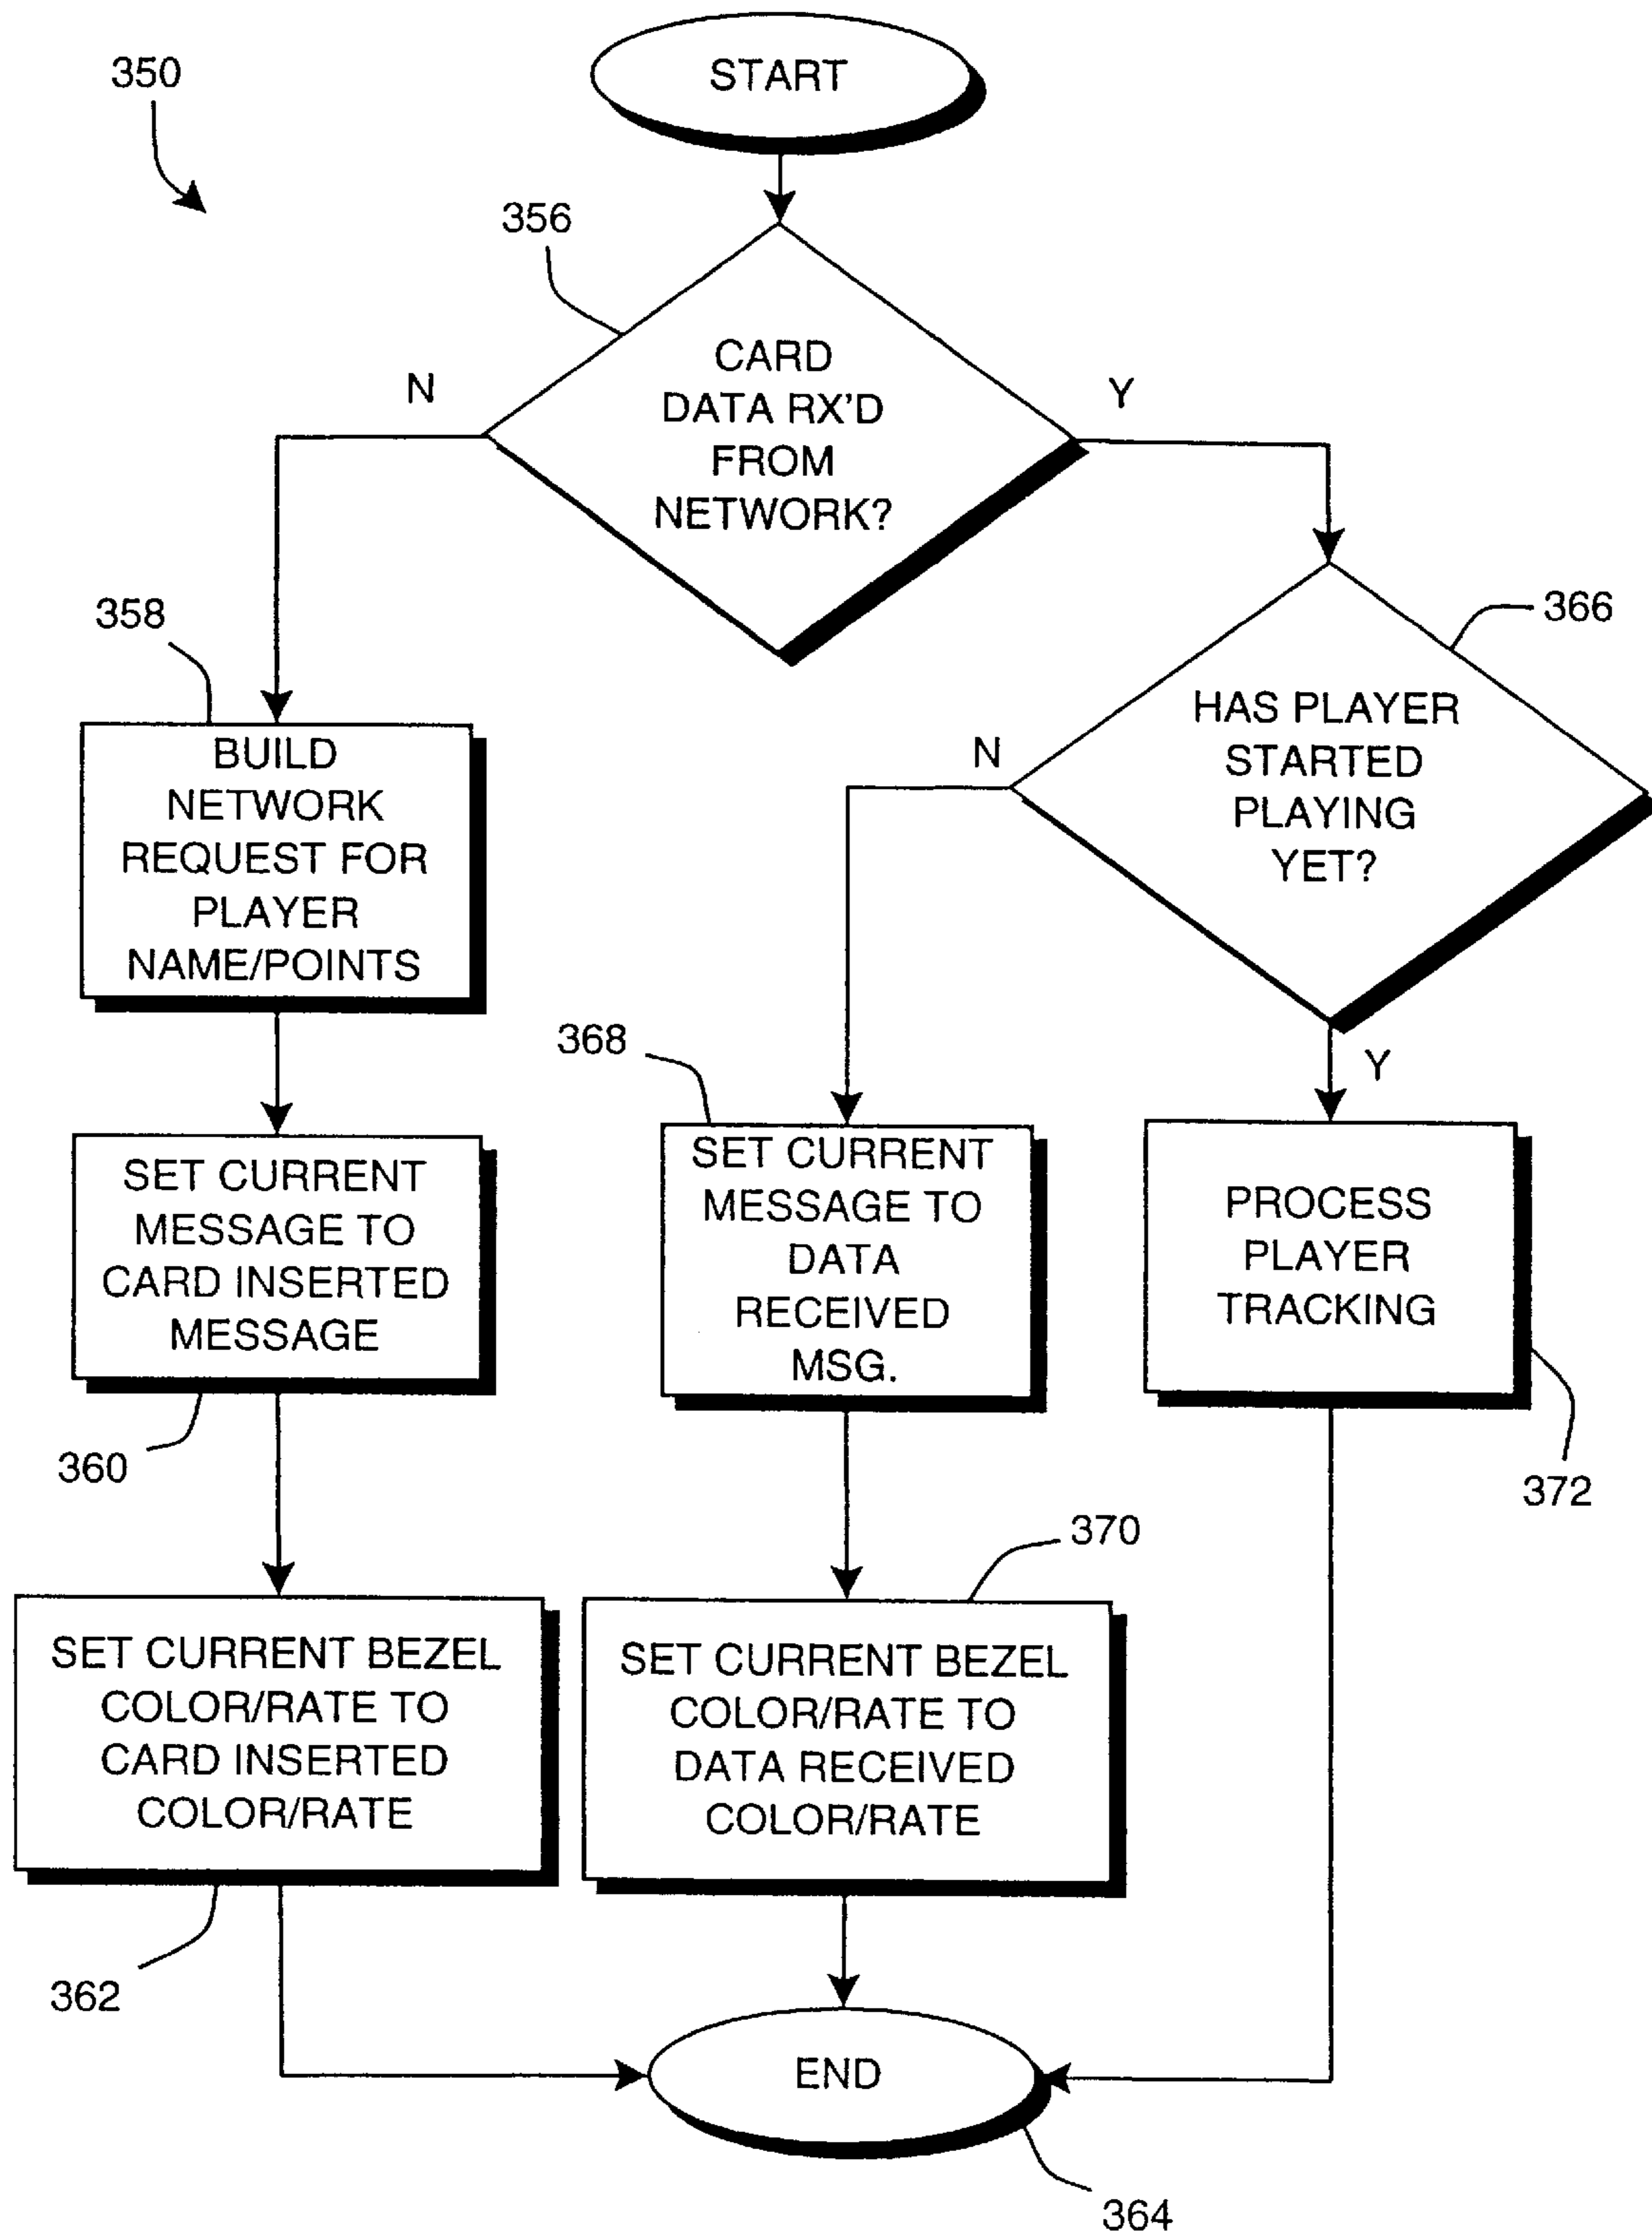 START
350
356
CARD
DATA RX'D
FROM
NETWORK?
N
Y
358
366
BUILD
NETWORK
REQUEST FOR
PLAYER
NAME/POINTS
HAS PLAYER
STARTED
PLAYING
YET?
N
Y
368
SET CURRENT
MESSAGE TO
CARD INSERTED
MESSAGE
360
SET CURRENT
MESSAGE TO
DATA
RECEIVED
MSG.
PROCESS
PLAYER
TRACKING
372
370
SET CURRENT BEZEL
COLOR/RATE TO
CARD INSERTED
COLOR/RATE
362
SET CURRENT BEZEL
COLOR/RATE TO
DATA RECEIVED
COLOR/RATE
END
364